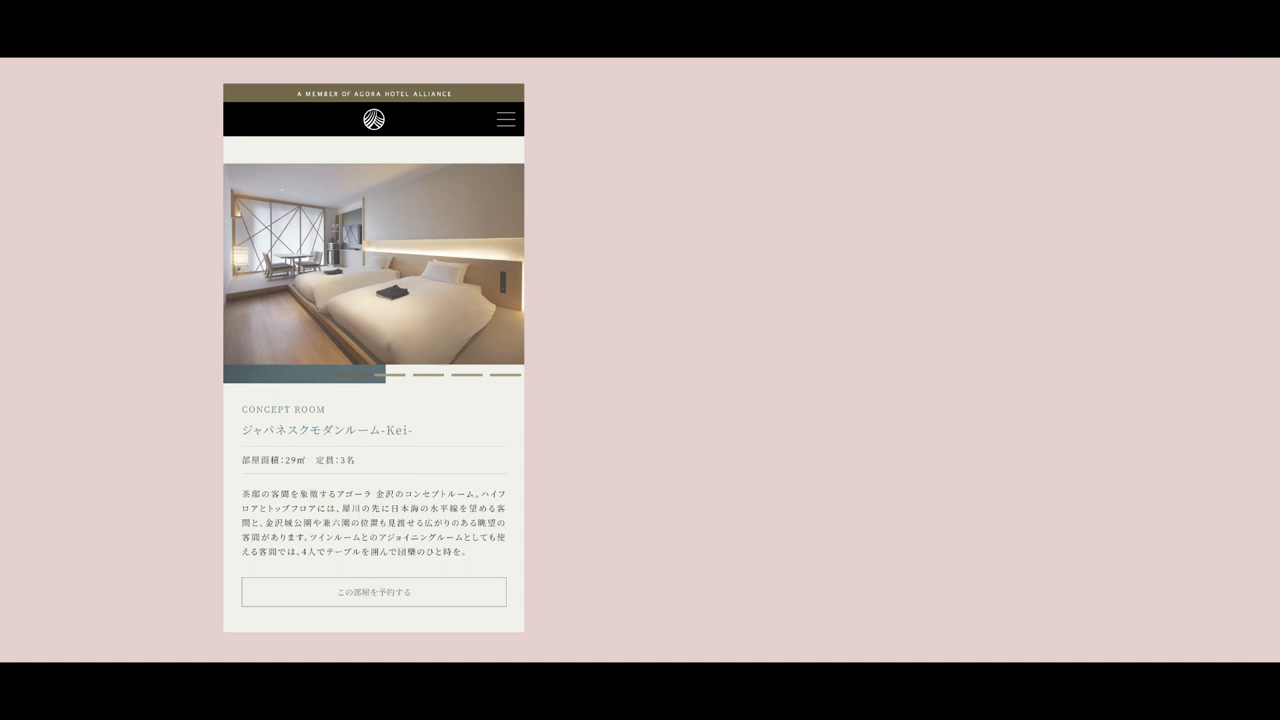 A MEMBER OF AGORA HOTEL ALLIANCE
CONCEPT ROOM
ジャパネスクモダンルーム-Kei-
部屋面積：29㎡　定員：3名
茶邸の客間を象徴するアゴーラ 金沢のコンセプトルーム。ハイフ
ロアとトップフロアには、犀川の先に日本海の水平線を望める客
間と、金沢城公園や兼六園の位置も見渡せる広がりのある眺望の
客間があります。ツインルームとのアジョイニングルームとしても使
える客間では、4人でテーブルを囲んで団欒のひと時を。
この部屋を予約する